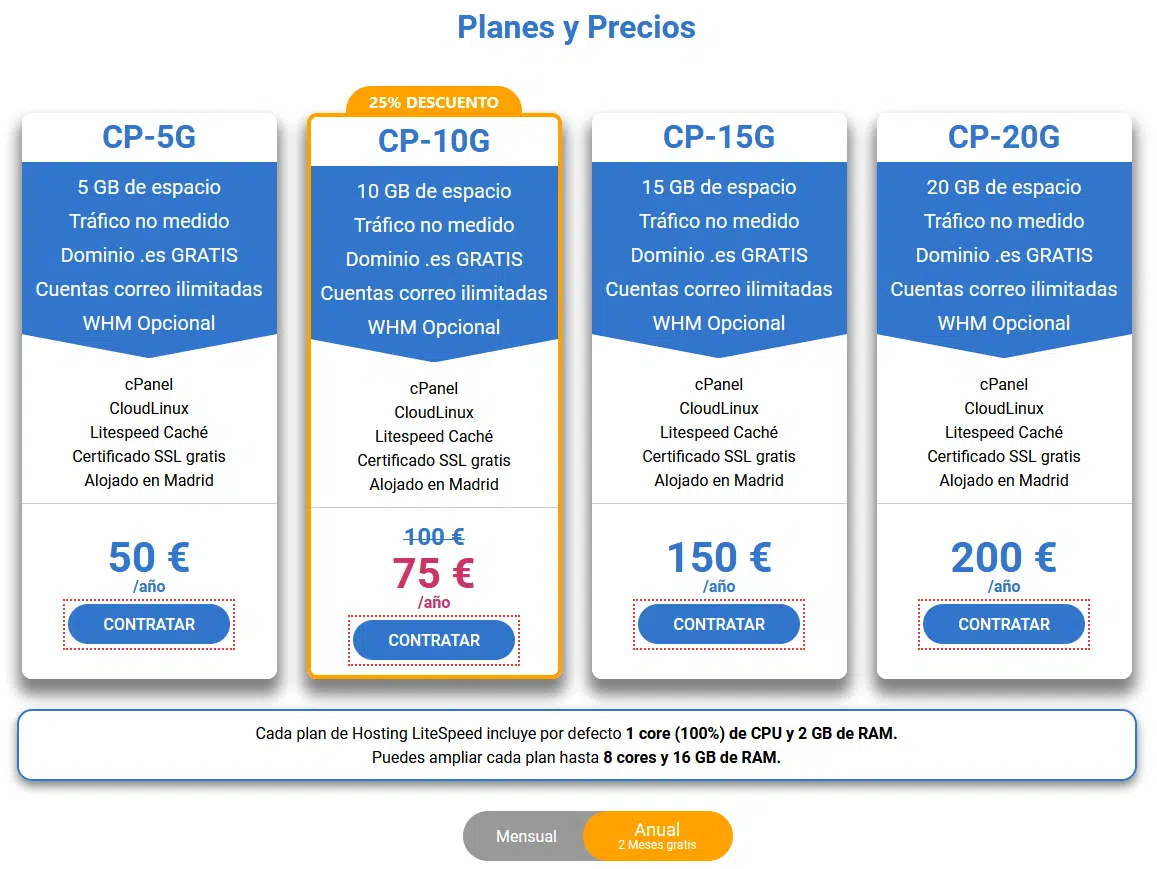 Planes y Precios
CP-5G
5 GB de espacio
Tráfico no medido
Dominio .es GRATIS
Cuentas correo ilimitadas
WHM Opcional
cPanel
CloudLinux
Litespeed Caché
Certificado SSL gratis
Alojado en Madrid
50 €
/año
CONTRATAR
25% DESCUENTO
CP-10G
10 GB de espacio
Tráfico no medido
Dominio .es GRATIS
Cuentas correo ilimitadas
WHM Opcional
cPanel
CloudLinux
Litespeed Caché
Certificado SSL gratis
Alojado en Madrid
100 €
75 €
/año
CONTRATAR
CP-15G
15 GB de espacio
Tráfico no medido
Dominio .es GRATIS
Cuentas correo ilimitadas
WHM Opcional
cPanel
CloudLinux
Litespeed Caché
Certificado SSL gratis
Alojado en Madrid
150 €
/año
CONTRATAR
CP-20G
20 GB de espacio
Tráfico no medido
Dominio .es GRATIS
Cuentas correo ilimitadas
WHM Opcional
cPanel
CloudLinux
Litespeed Caché
Certificado SSL gratis
Alojado en Madrid
200 €
/año
CONTRATAR
Cada plan de Hosting LiteSpeed incluye por defecto 1 core (100%) de CPU y 2 GB de RAM.
Puedes ampliar cada plan hasta 8 cores y 16 GB de RAM.
Mensual
Anual
2 Meses gratis